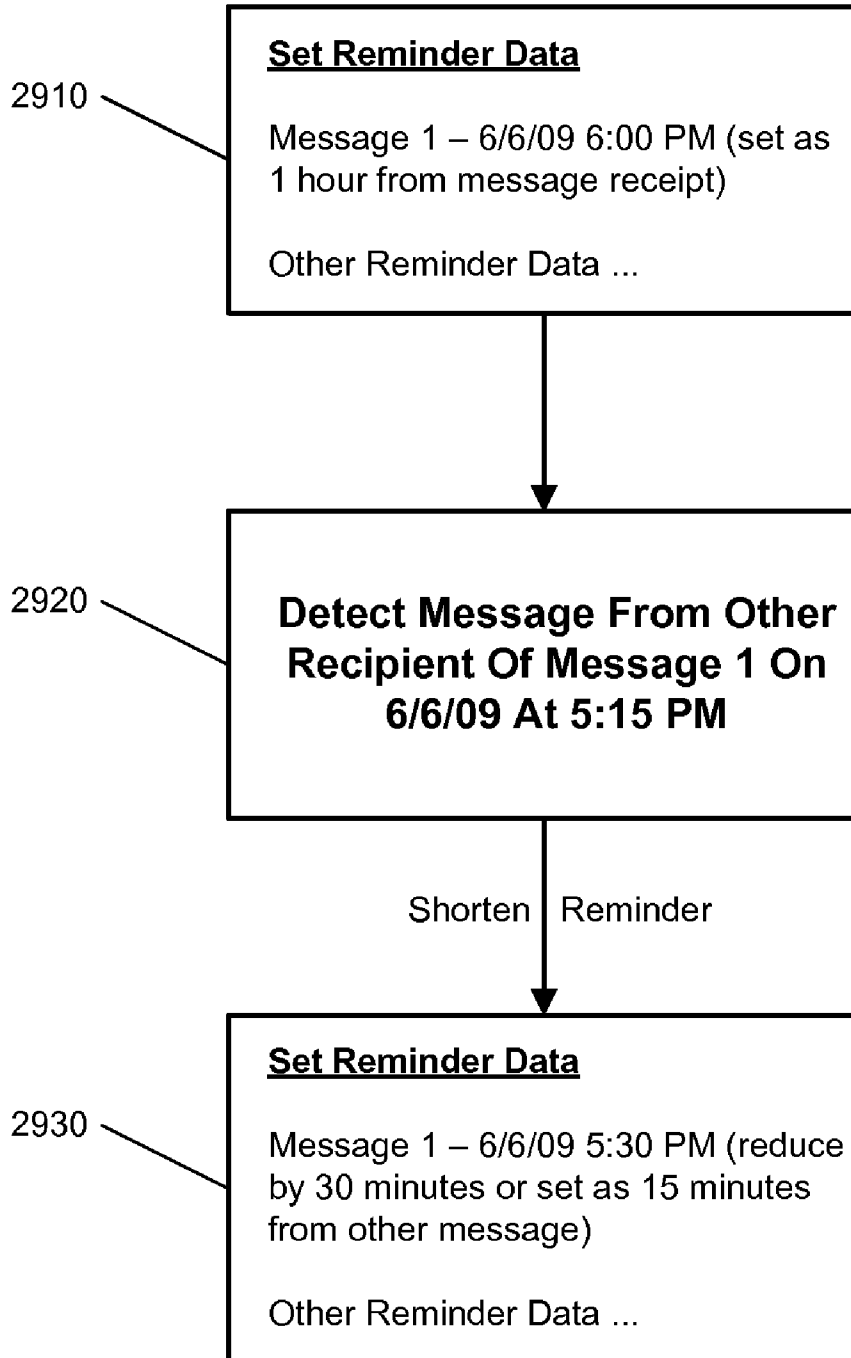 Set Reminder Data
2910
Message 1 – 6/6/09 6:00 PM (set as
1 hour from message receipt)
Other Reminder Data ...
2920
Detect Message From Other
Recipient Of Message 1 On
6/6/09 At 5:15 PM
Shorten Reminder
Set Reminder Data
2930
Message 1 – 6/6/09 5:30 PM (reduce
by 30 minutes or set as 15 minutes
from other message)
Other Reminder Data ...